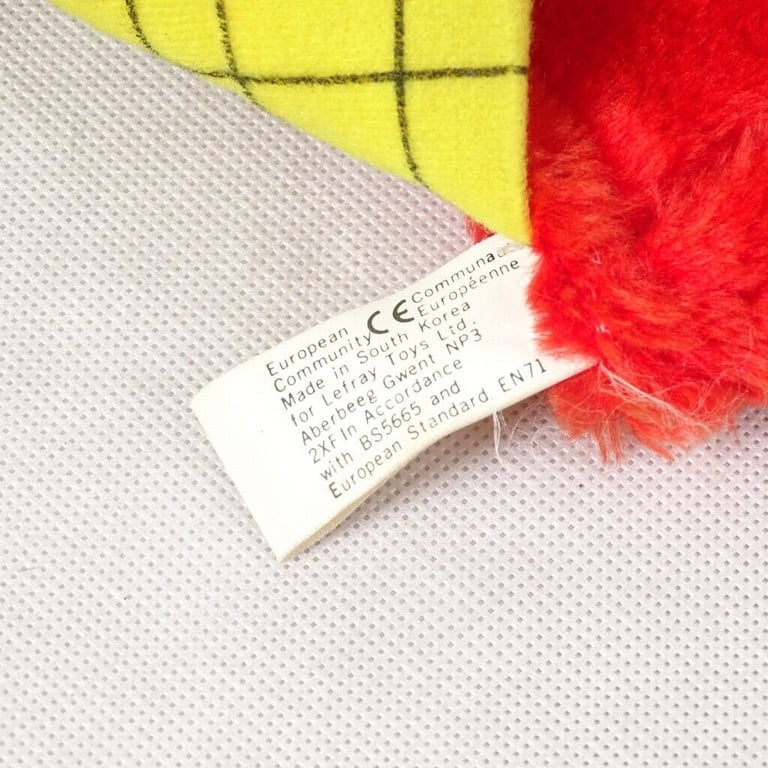 European CE Communau
Community Européenne
Made in South Korea
for Lefray Toys Ltd.
Aberbeeg Gwent NP3
2XF In Accordance
with BS5665 and
European Standard EN71